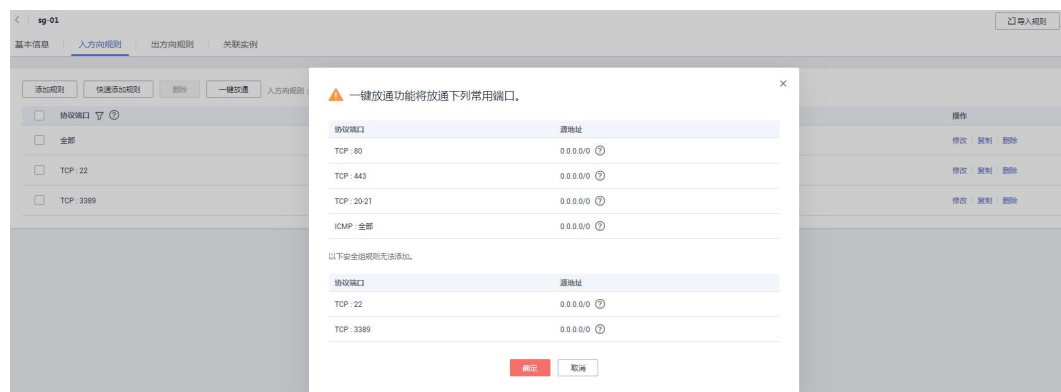 sg-01
导入规则
基本信息 入方向规则 出方向规则 关联实例
添加规则 快速添加规则 删除 一键放通 入方向规则：
协议端口 操作
全部 修改 复制 删除
TCP : 22 修改 复制 删除
TCP : 3389 修改 复制 删除
一键放通功能将放通下列常用端口。
协议端口 源地址
TCP : 80 0.0.0.0/0
TCP : 443 0.0.0.0/0
TCP : 20-21 0.0.0.0/0
ICMP : 全部 0.0.0.0/0
以下安全组规则无法添加。
协议端口 源地址
TCP : 22 0.0.0.0/0
TCP : 3389 0.0.0.0/0
确定 取消